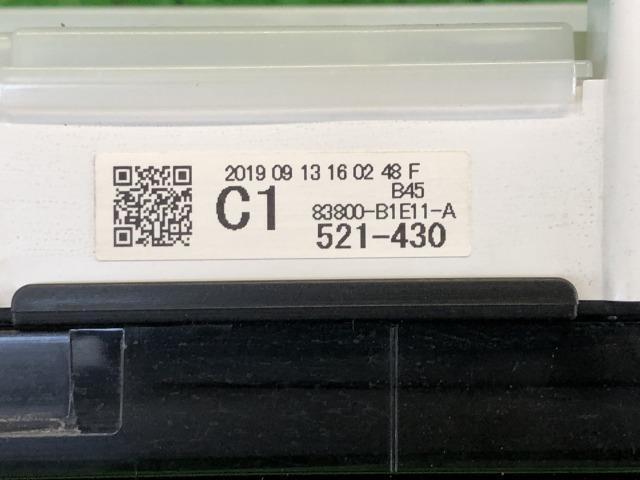 2019 09 13 16 02 48 F
B45
C1
83800-B1E11-A
521-430